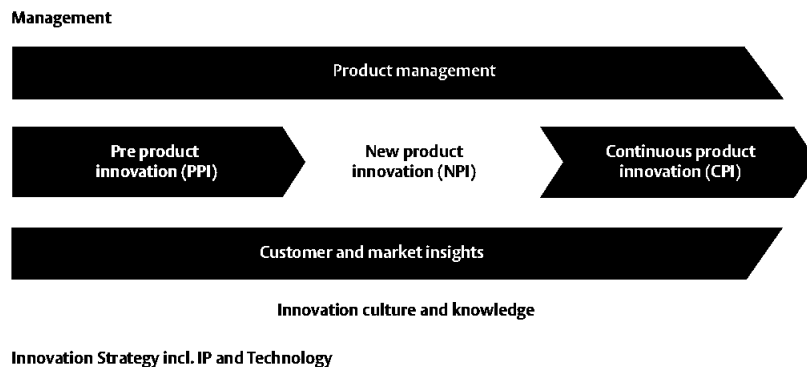 Management
Product management
Pre product
innovation (PPI)
New product
innovation (NPI)
Continuous product
innovation (CPI)
Customer and market insights
Innovation culture and knowledge
Innovation Strategy incl. IP and Technology